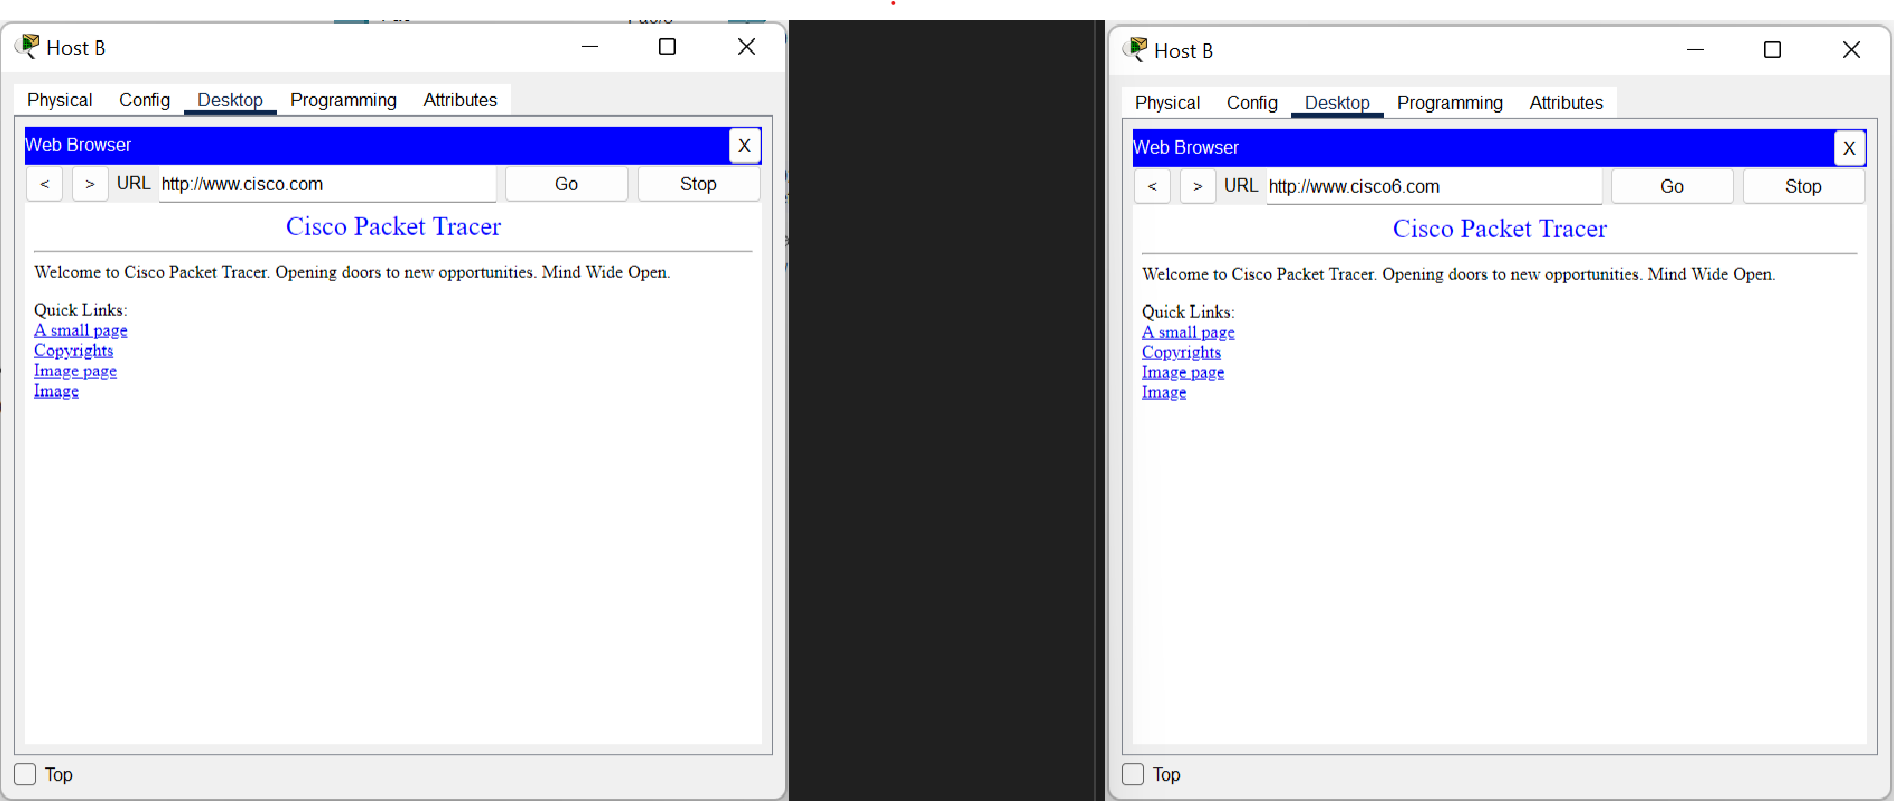 Host B
Physical Config Desktop Programming Attributes
Web Browser X
< > URL http://www.cisco.com Go Stop
Cisco Packet Tracer
Welcome to Cisco Packet Tracer. Opening doors to new opportunities. Mind Wide Open.
Quick Links:
A small page
Copyrights
Image page
Image
Top
Host B
Physical Config Desktop Programming Attributes
Web Browser X
< > URL http://www.cisco6.com Go Stop
Cisco Packet Tracer
Welcome to Cisco Packet Tracer. Opening doors to new opportunities. Mind Wide Open.
Quick Links:
A small page
Copyrights
Image page
Image
Top